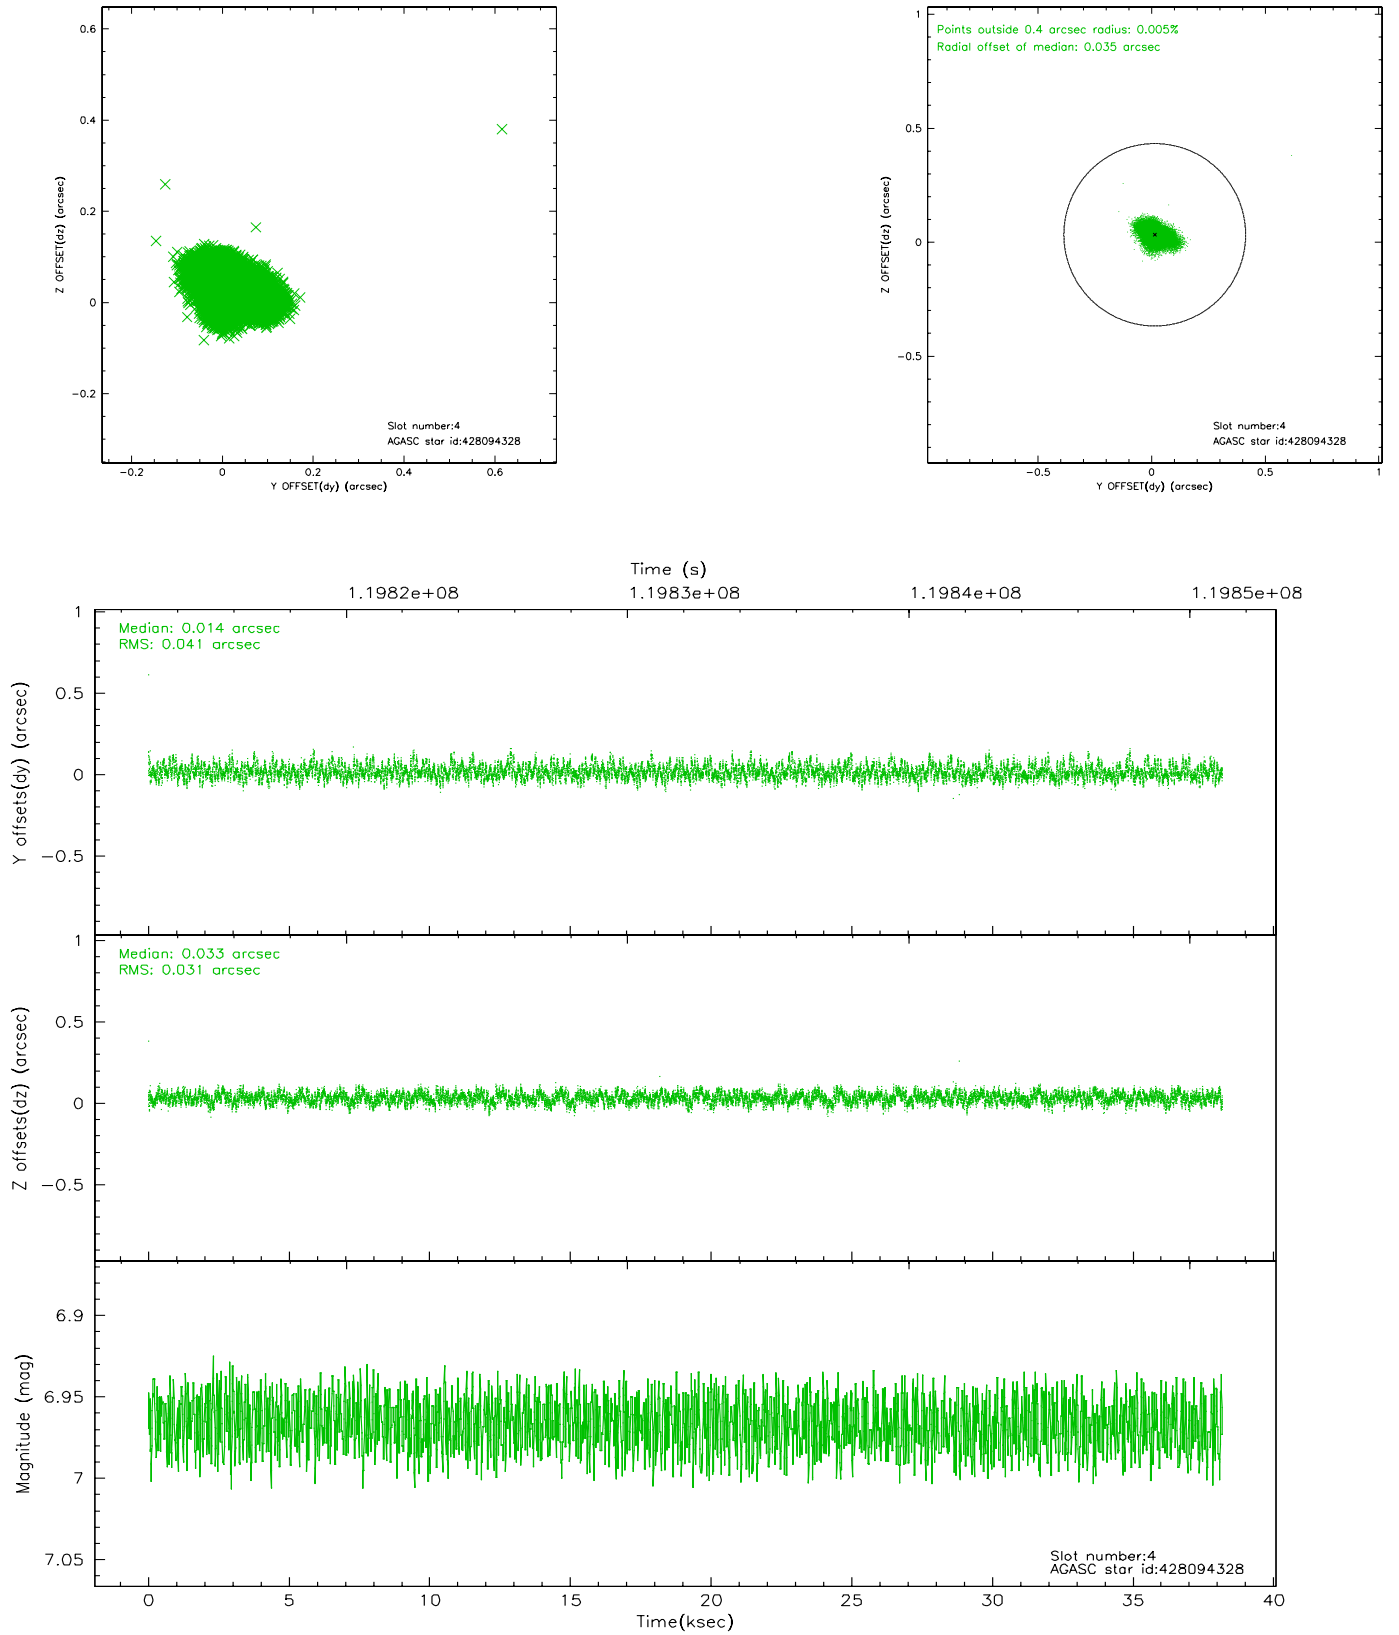 0.6
0.4
0.2
0
−0.2
Z OFFSET(dz) (arcsec)
Slot number:4
AGASC star id:428094328
−0.2 0 0.2 0.4 0.6
Y OFFSET(dy) (arcsec)
Points outside 0.4 arcsec radius: 0.005%
Radial offset of median: 0.035 arcsec
1
0.5
0
−0.5
Z OFFSET(dz) (arcsec)
Slot number:4
AGASC star id:428094328
−0.5 0 0.5 1
Y OFFSET(dy) (arcsec)
Time (s)
1.1982e+08 1.1983e+08 1.1984e+08 1.1985e+08
Median: 0.014 arcsec
RMS: 0.041 arcsec
1
0.5
0
−0.5
Y offsets(dy) (arcsec)
Median: 0.033 arcsec
RMS: 0.031 arcsec
1
0.5
0
−0.5
Z offsets(dz) (arcsec)
6.9
6.95
7
7.05
Magnitude (mag)
Slot number:4
AGASC star id:428094328
0 5 10 15 20 25 30 35 40
Time(ksec)